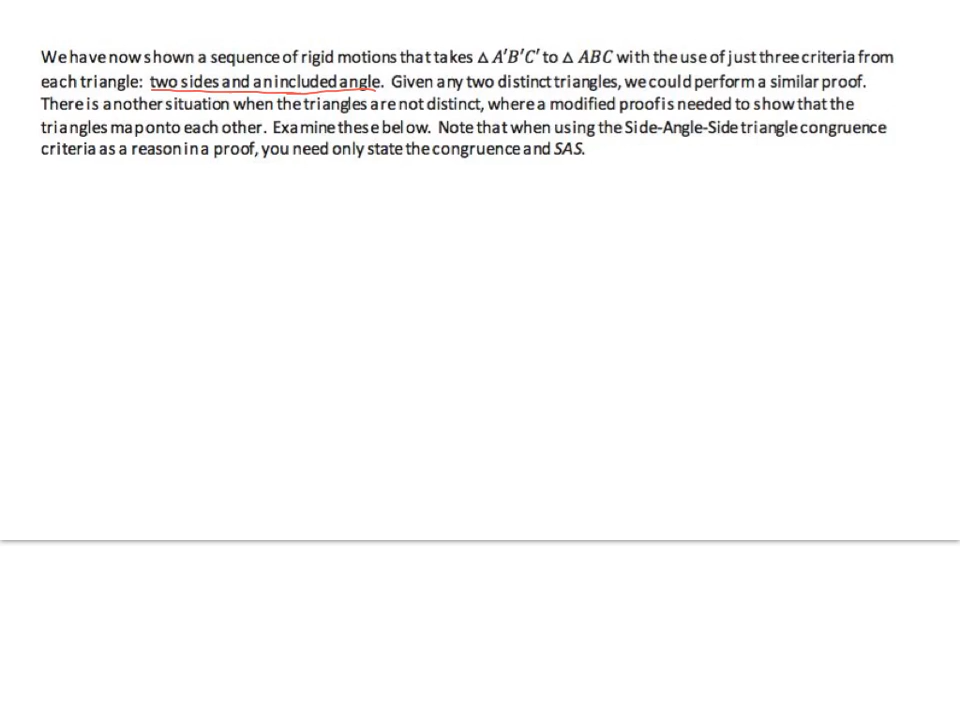 We have now shown a sequence of rigid motions that takes △ A′B′C′ to △ ABC with the use of just three criteria from
each triangle: two sides and an included angle. Given any two distinct triangles, we could perform a similar proof.
There is another situation when the triangles are not distinct, where a modified proof is needed to show that the
triangles map onto each other. Examine these below. Note that when using the Side-Angle-Side triangle congruence
criteria as a reason in a proof, you need only state the congruence and SAS.